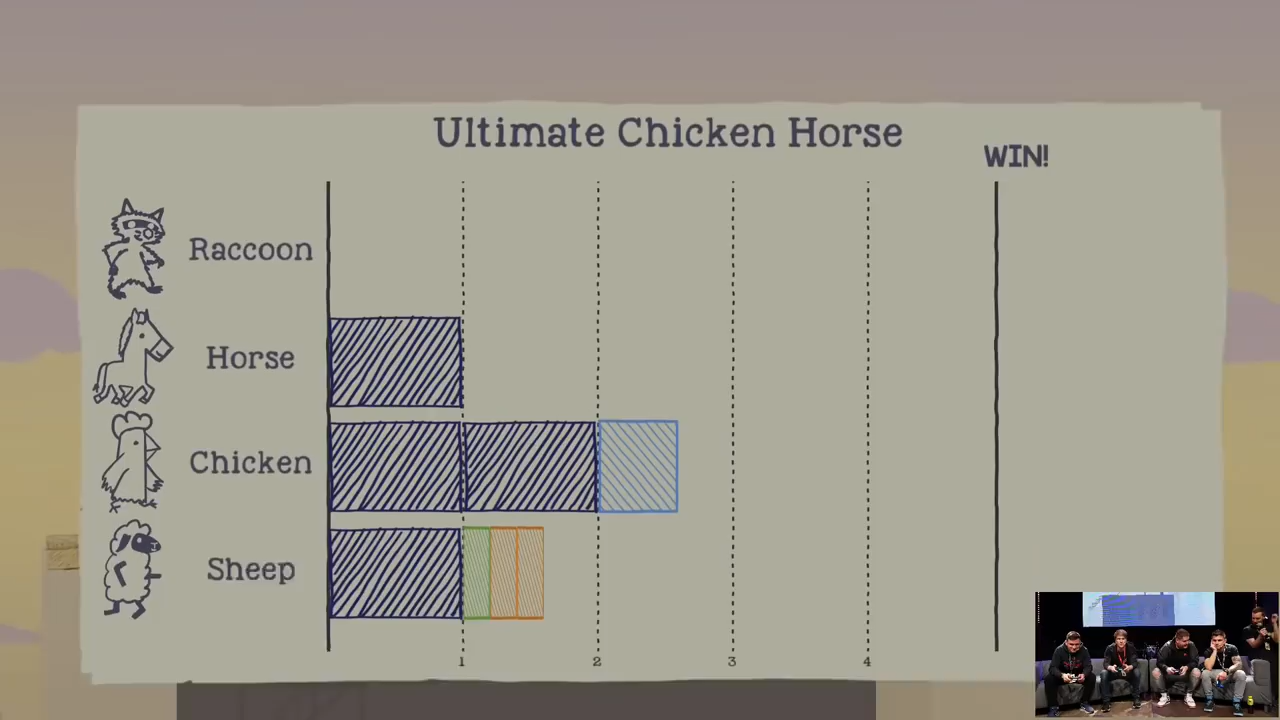 Ultimate Chicken Horse
WIN!
Raccoon
Horse
Chicken
Sheep
1 2 3 4